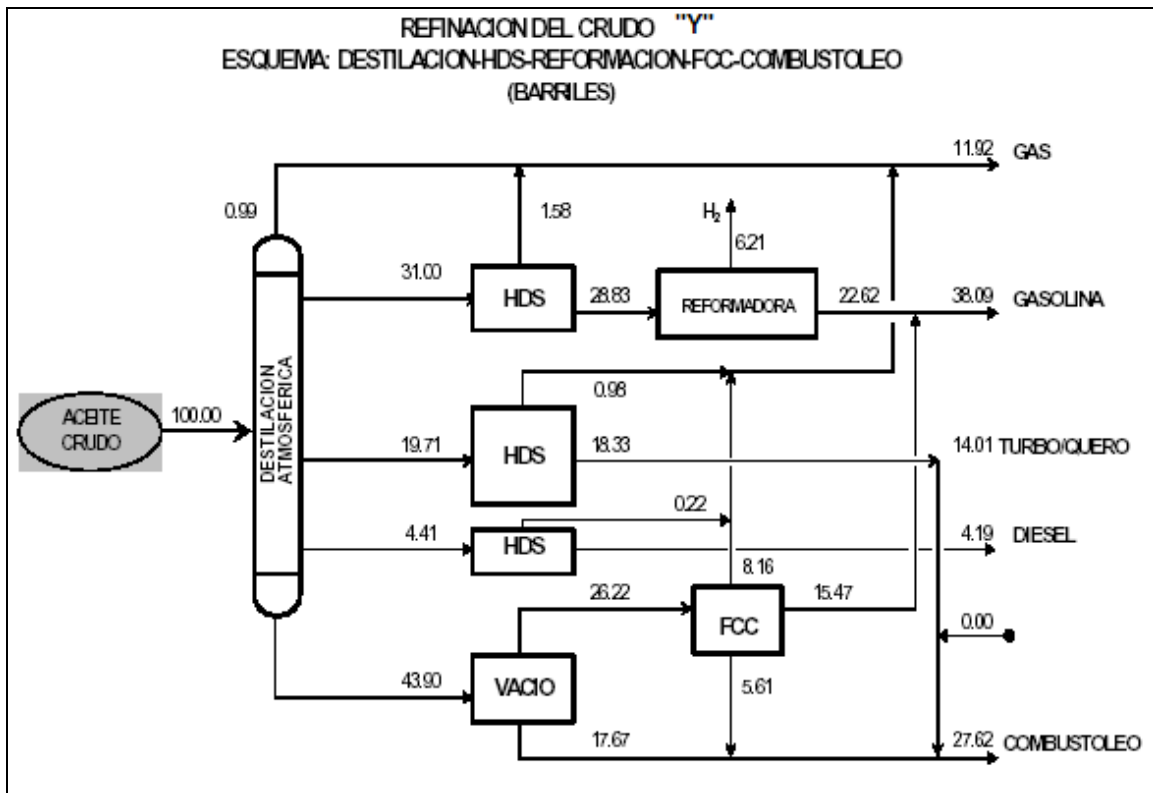 REFINACION DEL CRUDO "Y"
ESQUEMA: DESTILACION-HDS-REFORMACION-FCC-COMBUSTOLEO
(BARRILES)
11.92 GAS
0.99
1.58
H2
6.21
31.00
HDS
28.83
REFORMADORA
22.62
38.09 GASOLINA
DESTILACION
ATMOSFERICA
0.98
ACEITE
CRUDO
100.00
19.71
HDS
18.33
14.01 TURBO/QUERO
0.22
4.41
HDS
4.19 DIESEL
8.16
26.22
FCC
15.47
0.00
43.90
VACIO
5.61
17.67
27.62 COMBUSTOLEO